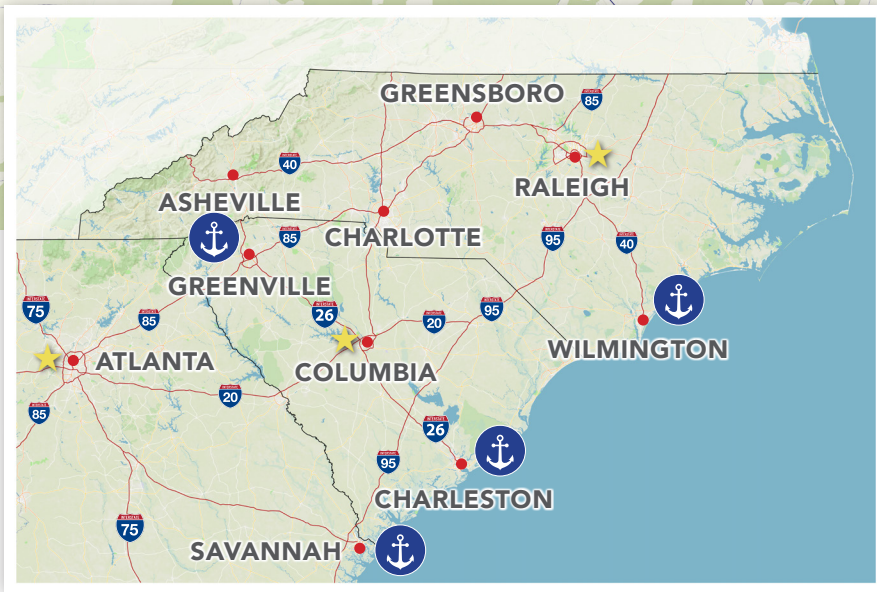 GREENSBORO
85
40
ASHEVILLE
RALEIGH
85
CHARLOTTE
95
40
GREENVILLE
75
85
26
20
95
ATLANTA
COLUMBIA
WILMINGTON
20
85
26
95
CHARLESTON
75
SAVANNAH